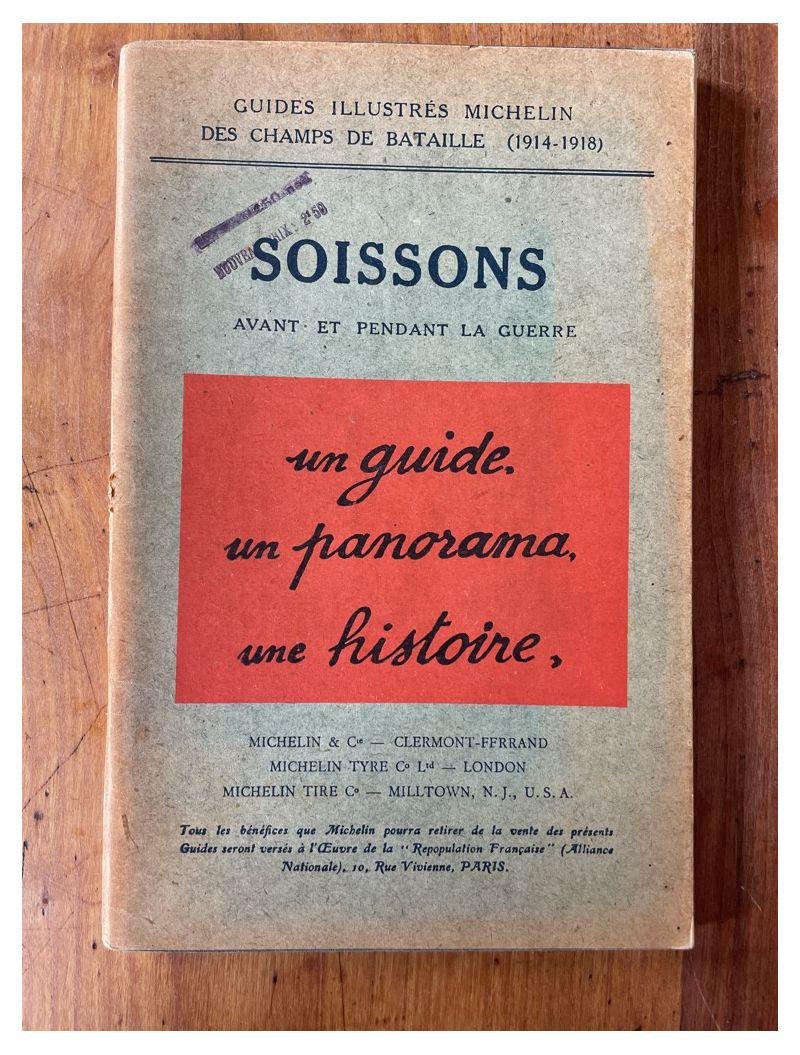 GUIDES ILLUSTRÉS MICHELIN
DES CHAMPS DE BATAILLE (1914-1918)
NOUVEAU PRIX: 2f50
SOISSONS
AVANT ET PENDANT LA GUERRE
un guide.
un panorama,
une histoire,
MICHELIN & Cie — CLERMONT-FERRAND
MICHELIN TYRE Co Ltd — LONDON
MICHELIN TIRE Co — MILLTOWN, N. J., U. S. A.
Tous les bénéfices que Michelin pourra retirer de la vente des présents
Guides seront versés à l'Œuvre de la "Repopulation Française" (Alliance
Nationale), 10, Rue Vivienne, PARIS.